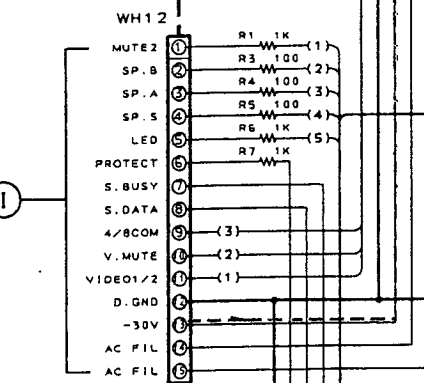 WH12
MUTE2 1 R1 1K (1)
SP.B 2 R3 100 (2)
SP.A 3 R4 100 (3)
SP.S 4 R5 100 (4)
LED 5 R6 1K (5)
PROTECT 6 R7 1K
S.BUSY 7
S.DATA 8
4/8COM 9 (3)
V.MUTE 10 (2)
VIDEO1/2 11 (1)
D.GND 12
-30V 13
AC FIL 14
AC FIL 15
I